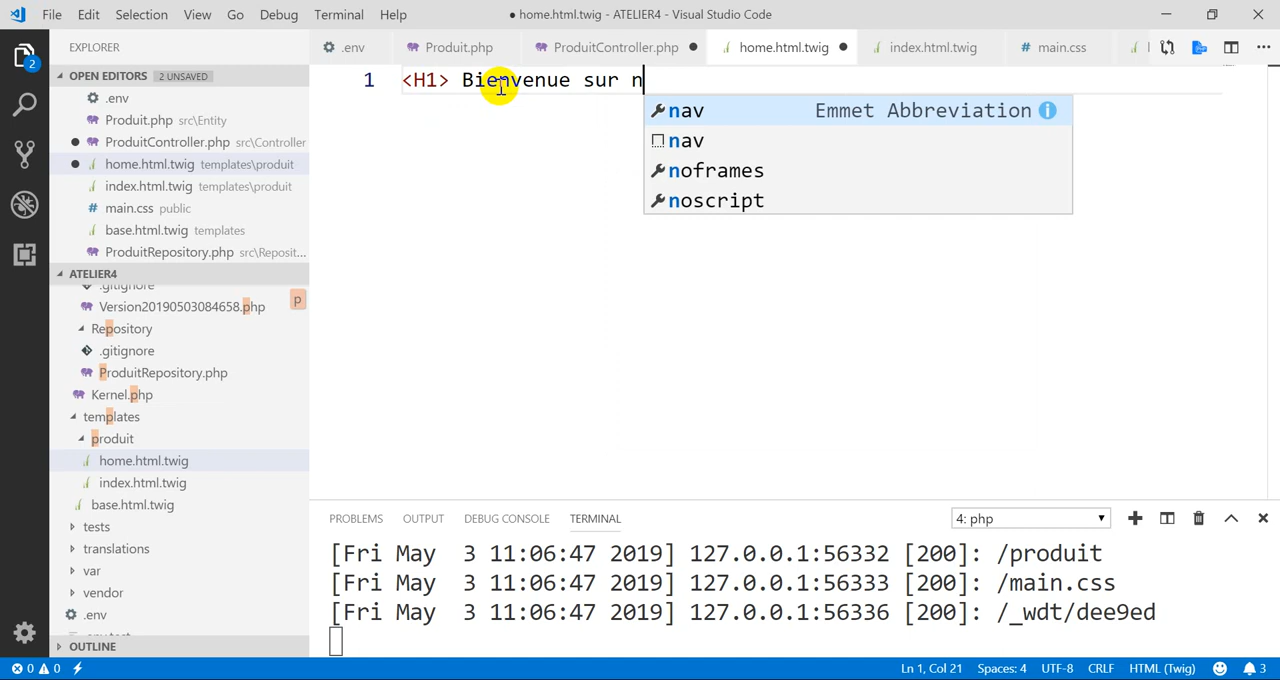 File Edit Selection View Go Debug Terminal Help
● home.html.twig - ATELIER4 - Visual Studio Code
2
EXPLORER
OPEN EDITORS 2 UNSAVED
.env
Produit.php src\Entity
ProduitController.php src\Controller
home.html.twig templates\produit
index.html.twig templates\produit
main.css public
base.html.twig templates
ProduitRepository.php src\Reposit...
ATELIER4
.gitignore
Version20190503084658.php
p
Repository
.gitignore
ProduitRepository.php
Kernel.php
templates
produit
home.html.twig
index.html.twig
base.html.twig
tests
translations
var
vendor
.env
.env.test
OUTLINE
.env Produit.php ProduitController.php ● home.html.twig ● index.html.twig main.css
1 <H1> Bienvenue sur n
nav Emmet Abbreviation
nav
noframes
noscript
PROBLEMS OUTPUT DEBUG CONSOLE TERMINAL 4: php
[Fri May  3 11:06:47 2019] 127.0.0.1:56332 [200]: /produit
[Fri May  3 11:06:47 2019] 127.0.0.1:56333 [200]: /main.css
[Fri May  3 11:06:47 2019] 127.0.0.1:56336 [200]: /_wdt/dee9ed
0 0 Ln 1, Col 21 Spaces: 4 UTF-8 CRLF HTML (Twig) 3